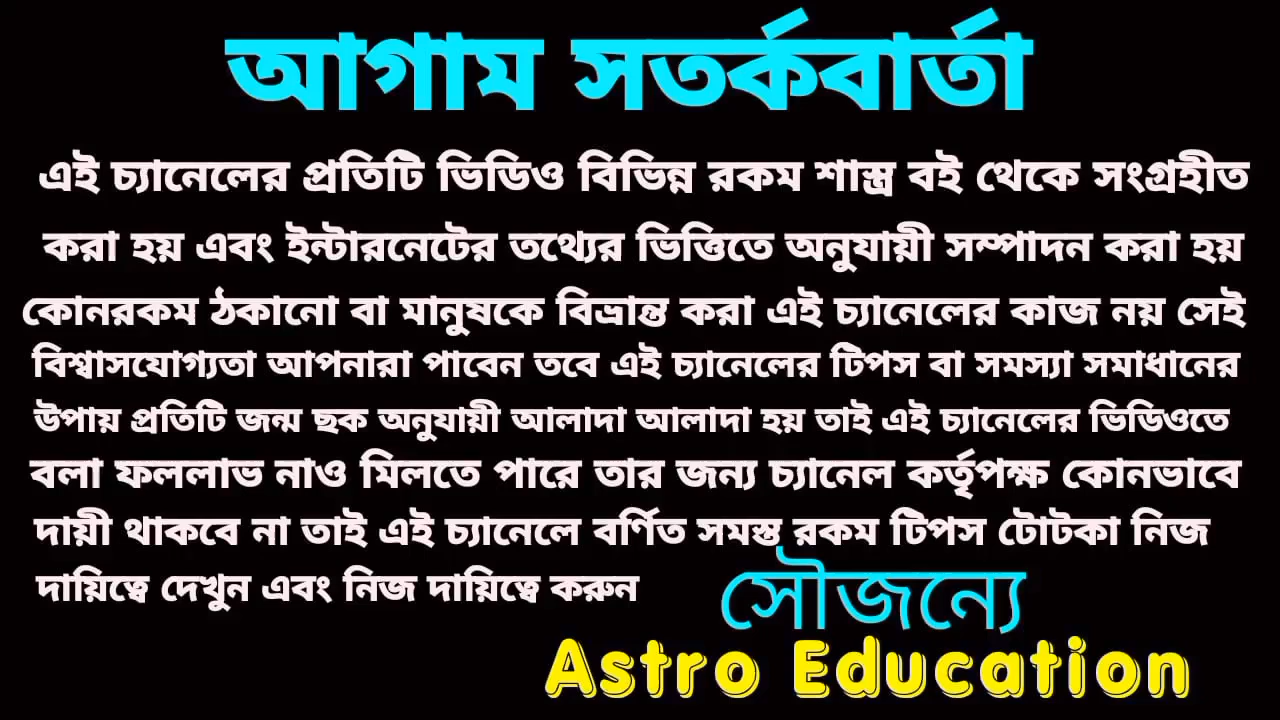 আগাম সতর্কবার্তা
এই চ্যানেলের প্রতিটি ভিডিও বিভিন্ন রকম শাস্ত্র বই থেকে সংগ্রহীত
করা হয় এবং ইন্টারনেটের তথ্যের ভিত্তিতে অনুযায়ী সম্পাদন করা হয়
কোনরকম ঠকানো বা মানুষকে বিভ্রান্ত করা এই চ্যানেলের কাজ নয় সেই
বিশ্বাসযোগ্যতা আপনারা পাবেন তবে এই চ্যানেলের টিপস বা সমস্যা সমাধানের
উপায় প্রতিটি জন্ম ছক অনুযায়ী আলাদা আলাদা হয় তাই এই চ্যানেলের ভিডিওতে
বলা ফললাভ নাও মিলতে পারে তার জন্য চ্যানেল কর্তৃপক্ষ কোনভাবে
দায়ী থাকবে না তাই এই চ্যানেলে বর্ণিত সমস্ত রকম টিপস টোটকা নিজ
দায়িত্বে দেখুন এবং নিজ দায়িত্বে করুন
সৌজন্যে
Astro Education